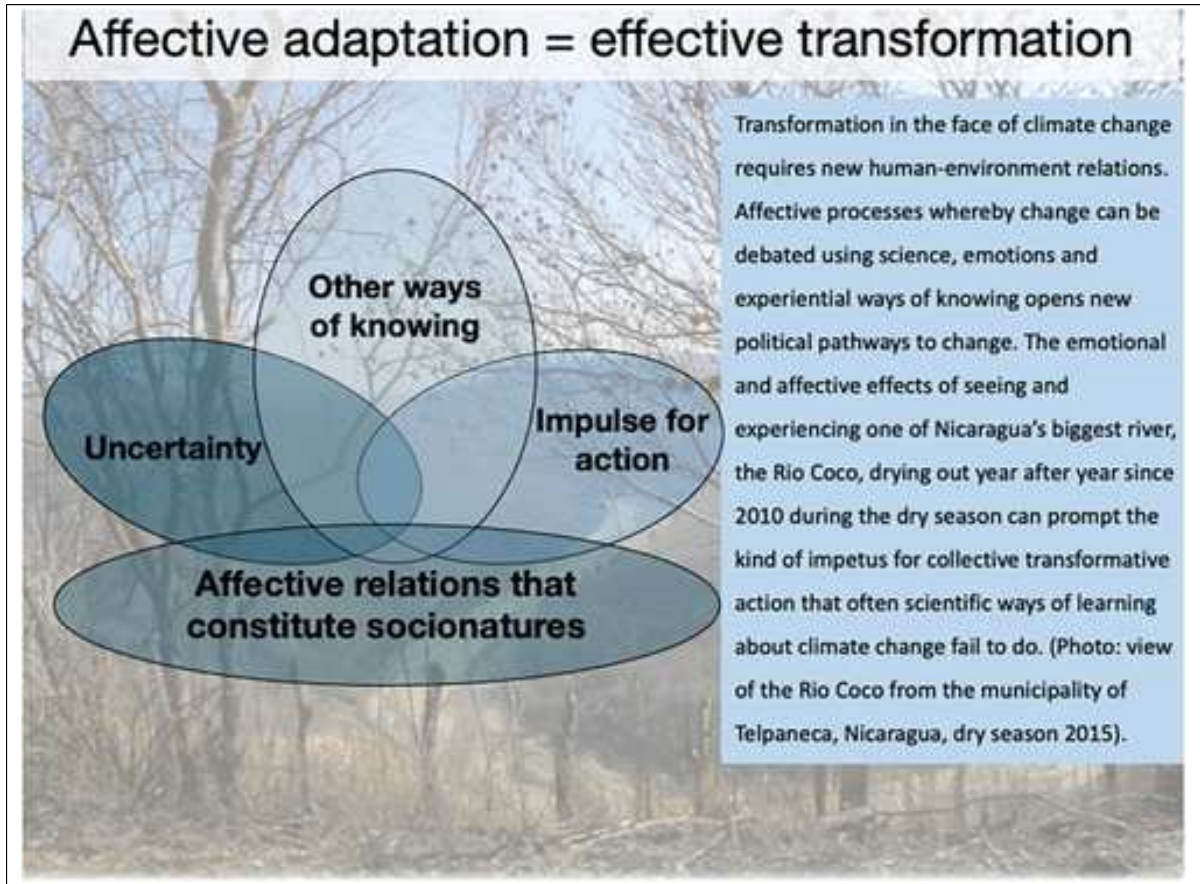 Affective adaptation = effective transformation
Other ways
of knowing
Uncertainty
Impulse for
action
Affective relations that
constitute socionatures
Transformation in the face of climate change
requires new human-environment relations.
Affective processes whereby change can be
debated using science, emotions and
experiential ways of knowing opens new
political pathways to change. The emotional
and affective effects of seeing and
experiencing one of Nicaragua's biggest river,
the Rio Coco, drying out year after year since
2010 during the dry season can prompt the
kind of impetus for collective transformative
action that often scientific ways of learning
about climate change fail to do. (Photo: view
of the Rio Coco from the municipality of
Telpaneca, Nicaragua, dry season 2015).